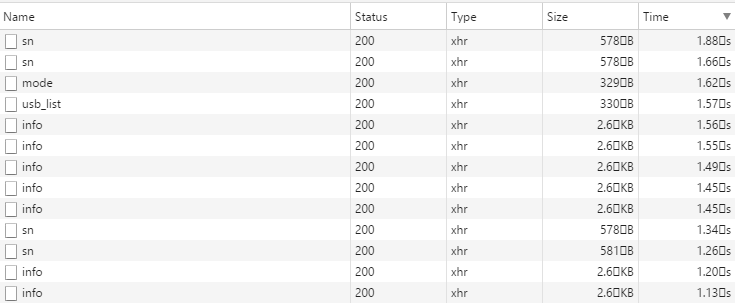 Name Status Type Size Time ▼
sn 200 xhr 578□B 1.88□s
sn 200 xhr 578□B 1.66□s
mode 200 xhr 329□B 1.62□s
usb_list 200 xhr 330□B 1.57□s
info 200 xhr 2.6□KB 1.56□s
info 200 xhr 2.6□KB 1.55□s
info 200 xhr 2.6□KB 1.49□s
info 200 xhr 2.6□KB 1.45□s
info 200 xhr 2.6□KB 1.45□s
sn 200 xhr 578□B 1.34□s
sn 200 xhr 581□B 1.26□s
info 200 xhr 2.6□KB 1.20□s
info 200 xhr 2.6□KB 1.13□s